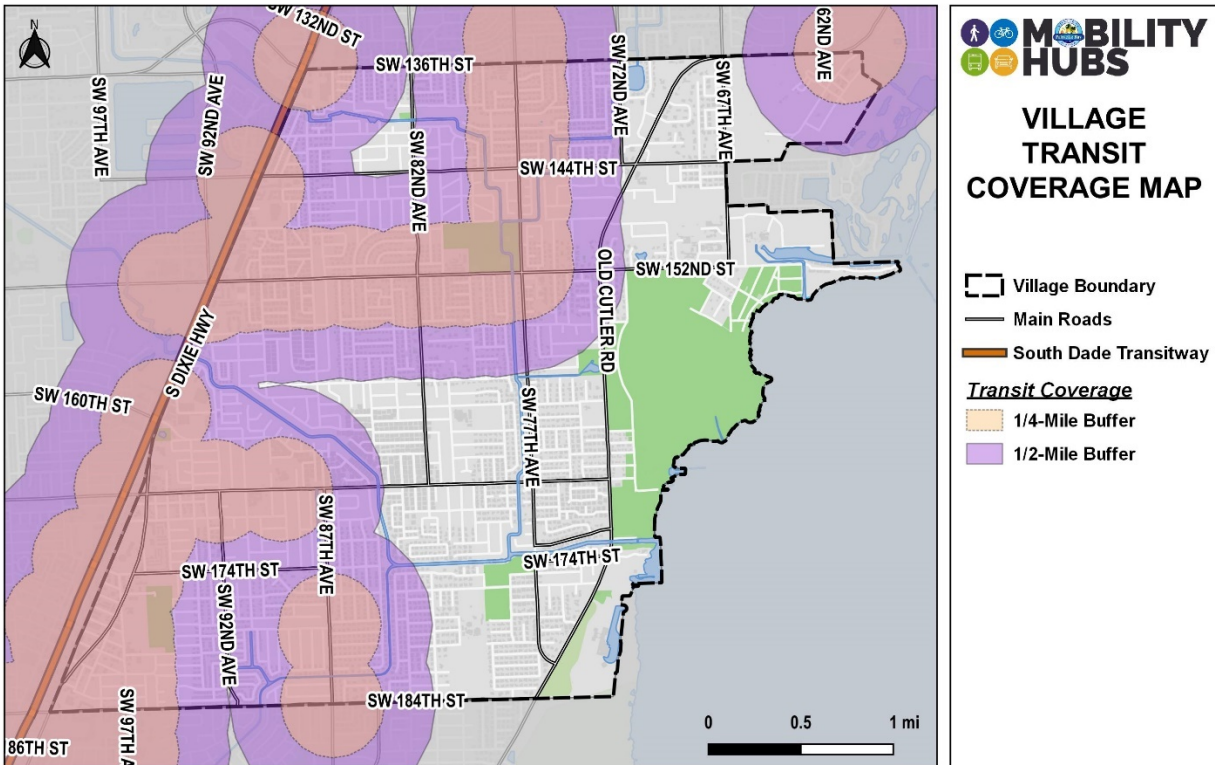 N
SW 132ND ST
SW 136TH ST
SW 97TH AVE
SW 92ND AVE
SW 82ND AVE
SW 72ND AVE
SW 67TH AVE
62ND AVE
SW 144TH ST
OLD CUTLER RD
SW 152ND ST
S DIXIE HWY
SW 160TH ST
SW 77TH AVE
SW 87TH AVE
SW 174TH ST
SW 174TH ST
SW 92ND AVE
SW 184TH ST
SW 97TH A
86TH ST
0 0.5 1 mi
MOBILITY
HUBS
VILLAGE
TRANSIT
COVERAGE MAP
Village Boundary
Main Roads
South Dade Transitway
Transit Coverage
1/4-Mile Buffer
1/2-Mile Buffer